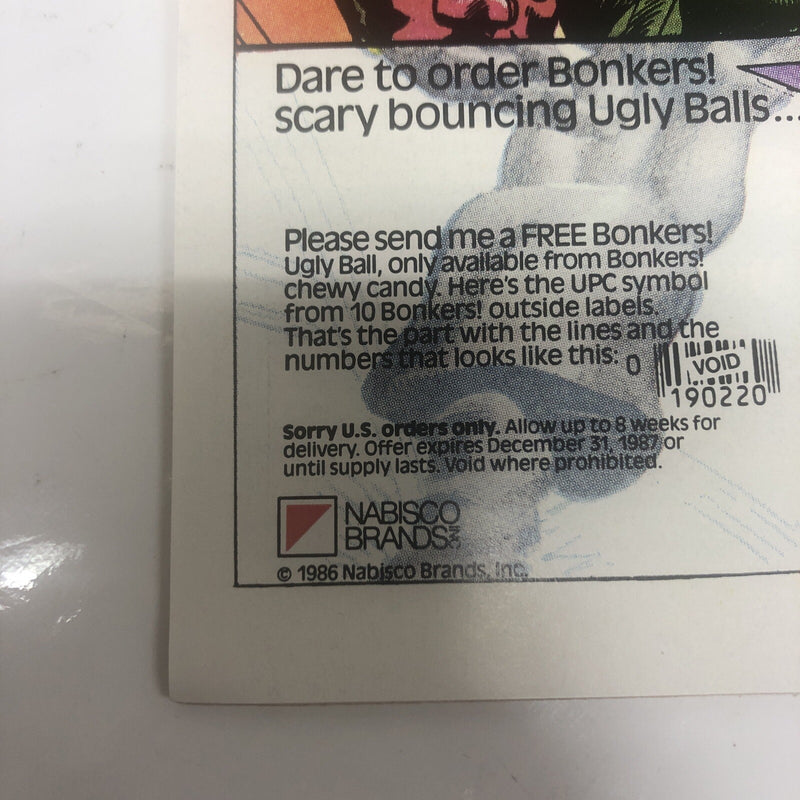 Dare to order Bonkers!
scary bouncing Ugly Balls...
Please send me a FREE Bonkers!
Ugly Ball, only available from Bonkers!
chewy candy. Here's the UPC symbol
from 10 Bonkers! outside labels.
That's the part with the lines and the
numbers that looks like this: 0
VOID
190220
Sorry U.S. orders only. Allow up to 8 weeks for
delivery. Offer expires December 31, 1987 or
until supply lasts. Void where prohibited.
NABISCO
BRANDS INC
© 1986 Nabisco Brands, Inc.